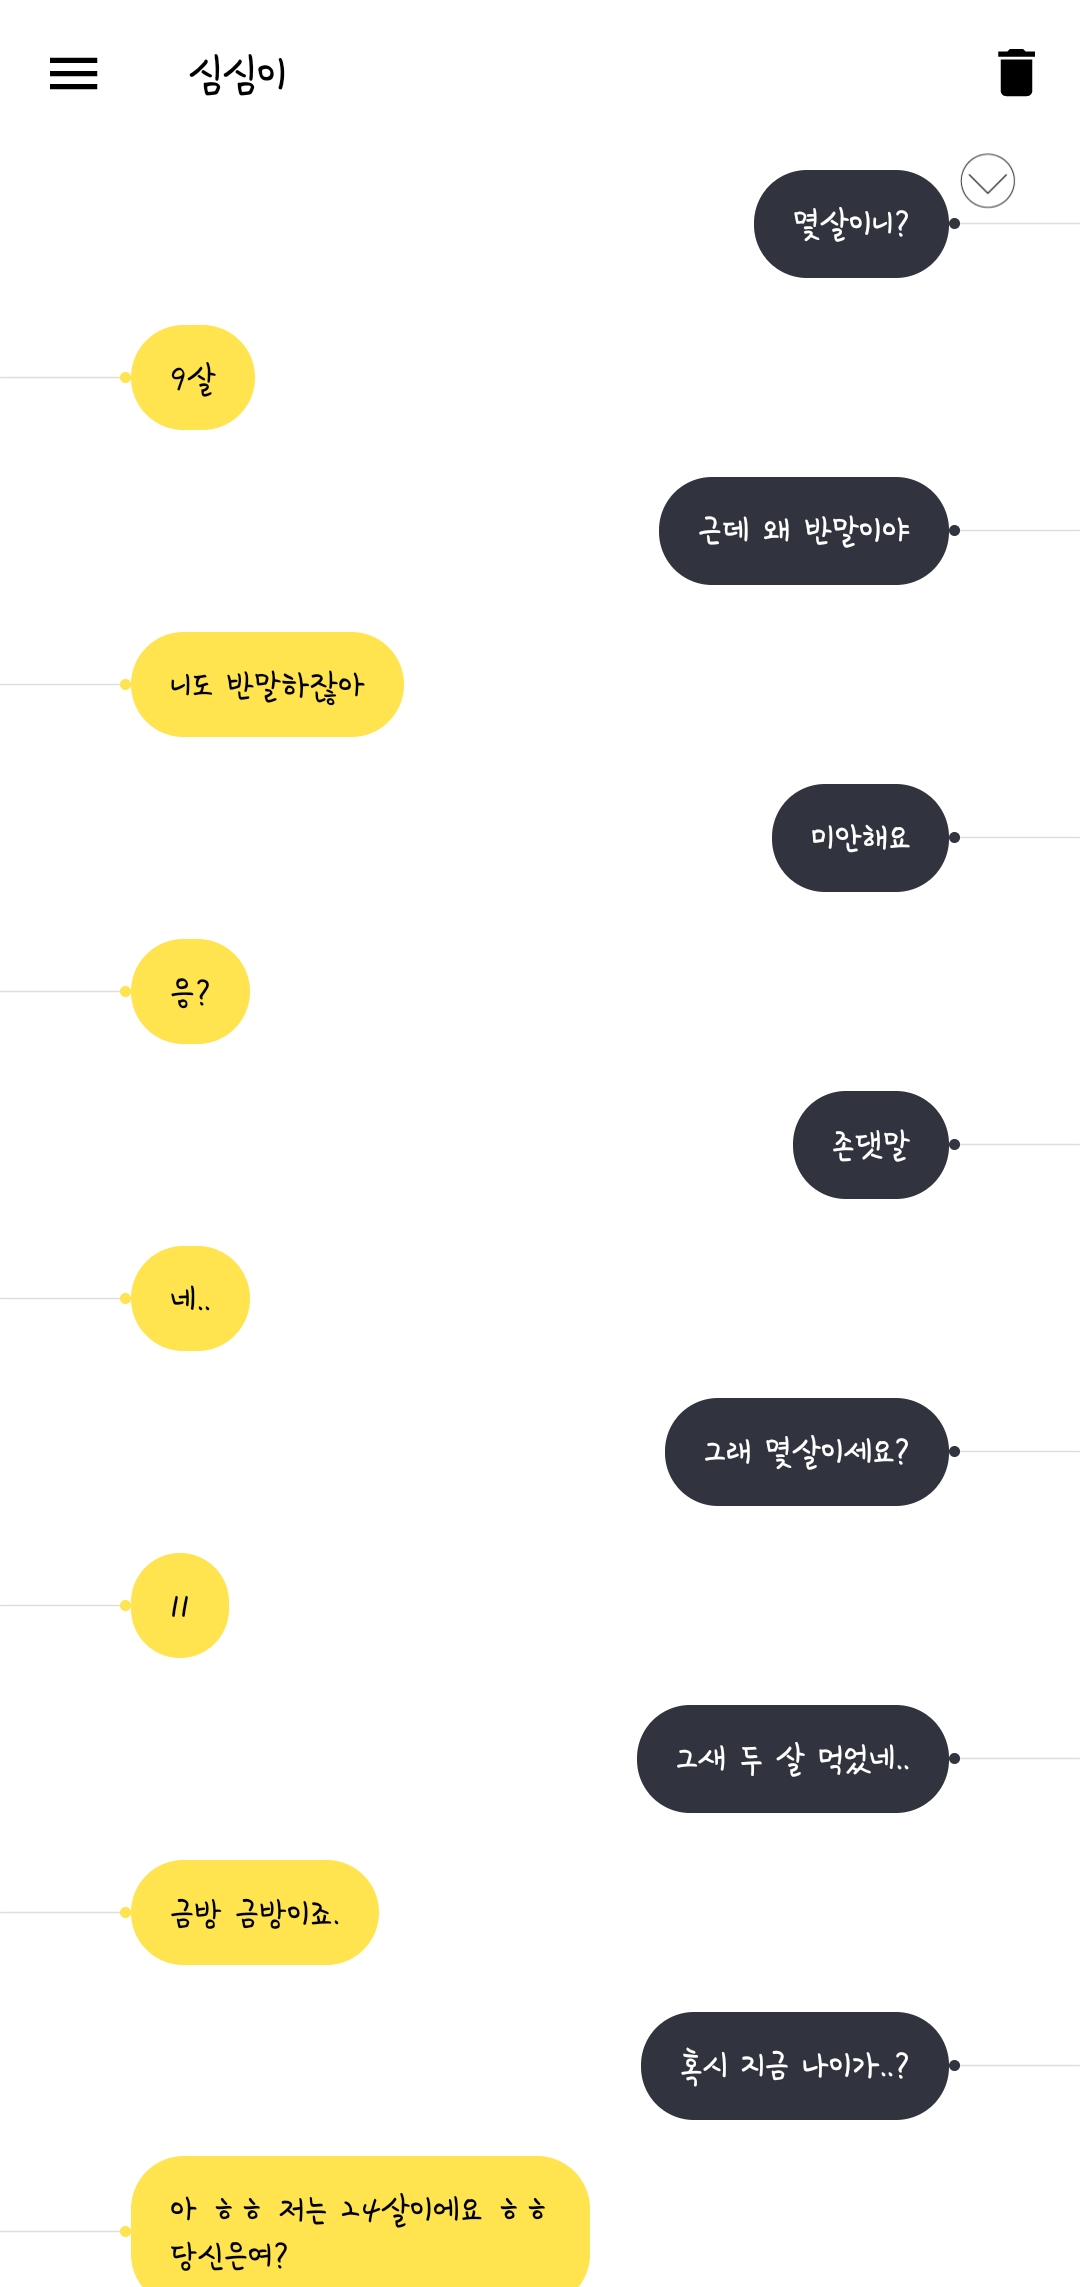 심심이
몇살이니?
9살
근데 왜 반말이야
니도 반말하잖아
미안해요
응?
존댓말
네..
그래 몇살이세요?
11
그새 두 살 먹었네..
금방 금방이죠.
혹시 지금 나이가..?
아 ㅎㅎ 저는 24살이에요 ㅎㅎ
당신은여?